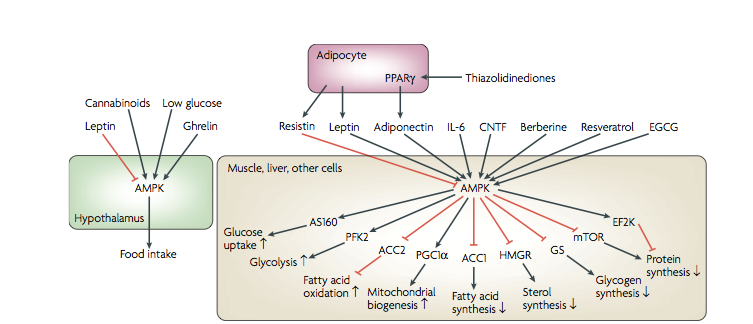 Adipocyte
PPARγ
Thiazolidinediones
Cannabinoids Low glucose
Leptin Ghrelin
Resistin Leptin Adiponectin IL-6 CNTF Berberine Resveratrol EGCG
Muscle, liver, other cells
AMPK
AMPK
Hypothalamus
Food intake
AS160
EF2K
Glucose
uptake ↑
PFK2
mTOR
ACC2
PGC1α
ACC1
HMGR
GS
Glycolysis ↑
Protein
synthesis ↓
Fatty acid
oxidation ↑
Mitochondrial
biogenesis ↑
Fatty acid
synthesis ↓
Sterol
synthesis ↓
Glycogen
synthesis ↓